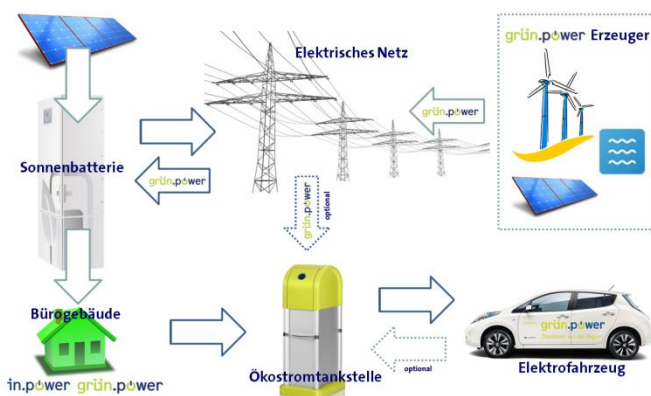 Elektrisches Netz
grün.power Erzeuger
grün.power
Sonnenbatterie
grün.power
grün.power
optional
Bürogebäude
grün.power
optional
in.power grün.power
Ökostromtankstelle
Elektrofahrzeug